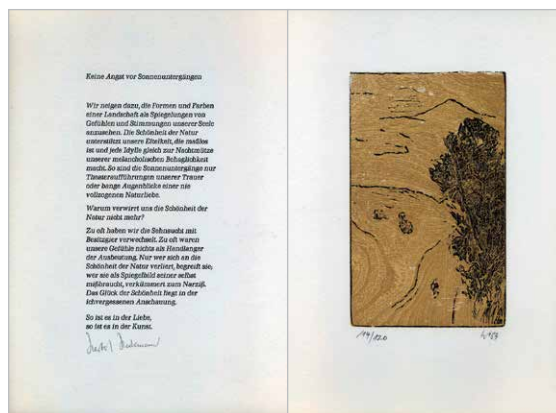 Keine Angst vor Sonnenuntergängen
Wir neigen dazu, die Formen und Farben
einer Landschaft als Spiegelungen von
Gefühlen und Stimmungen unserer Seele
anzusehen. Die Schönheit der Natur
unterstützt unsere Eitelkeit, die maßlos
ist und jede Idylle gleich zur Nachtmütze
unserer melancholischen Behaglichkeit
macht. So sind die Sonnenuntergänge nur
Theateraufführungen unserer Trauer
oder bange Augenblicke einer nie
vollzogenen Naturliebe.
Warum verwirrt uns die Schönheit der
Natur nicht mehr?
Zu oft haben wir die Sehnsucht mit
Besitzgier verwechselt. Zu oft waren
unsere Gefühle nichts als Handlanger
der Ausbeutung. Nur wer sich an die
Schönheit der Natur verliert, begreift sie;
wer sie als Spiegelbild seiner selbst
mißbraucht, verkümmert zum Narziß.
Das Glück der Schönheit liegt in der
ichvergessenen Anschauung.
So ist es in der Liebe,
so ist es in der Kunst.